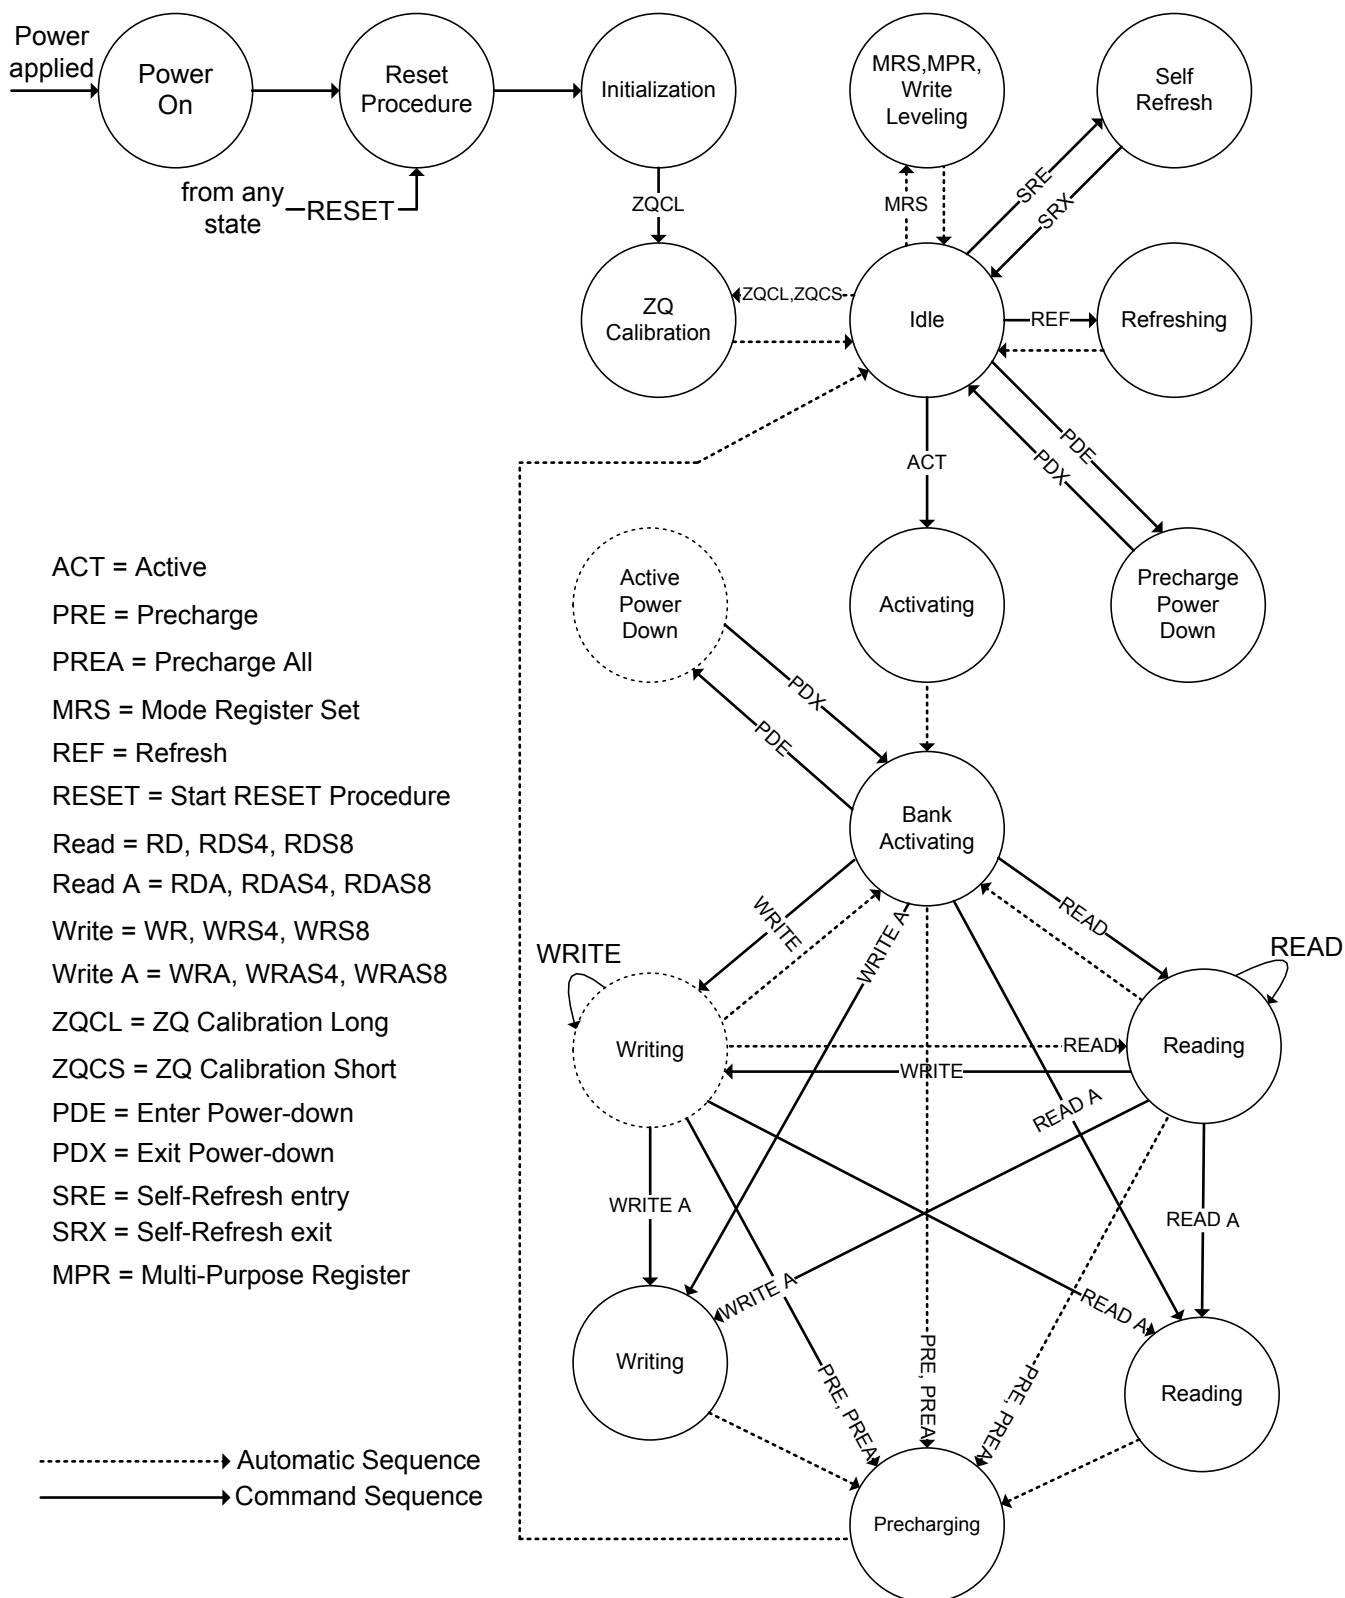 Power
applied
Power
On
Reset
Procedure
Initialization
MRS,MPR,
Write
Leveling
Self
Refresh
from any
state
RESET
ZQCL
MRS
SRE
SRX
ZQ
Calibration
ZQCL,ZQCS
Idle
REF
Refreshing
ACT
PDE
PDX
Active
Power
Down
Activating
Precharge
Power
Down
PDX
PDE
Bank
Activating
ACT = Active
PRE = Precharge
PREA = Precharge All
MRS = Mode Register Set
REF = Refresh
RESET = Start RESET Procedure
Read = RD, RDS4, RDS8
Read A = RDA, RDAS4, RDAS8
Write = WR, WRS4, WRS8
Write A = WRA, WRAS4, WRAS8
ZQCL = ZQ Calibration Long
ZQCS = ZQ Calibration Short
PDE = Enter Power-down
PDX = Exit Power-down
SRE = Self-Refresh entry
SRX = Self-Refresh exit
MPR = Multi-Purpose Register
WRITE
WRITE
WRITE A
READ
READ
Writing
READ
WRITE
Reading
READ A
WRITE A
READ A
WRITE A
READ A
Writing
PRE, PREA
PRE, PREA
PRE, PREA
Reading
Precharging
Automatic Sequence
Command Sequence